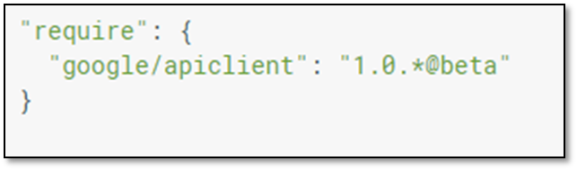 "require": {
"google/apiclient": "1.0.*@beta"
}